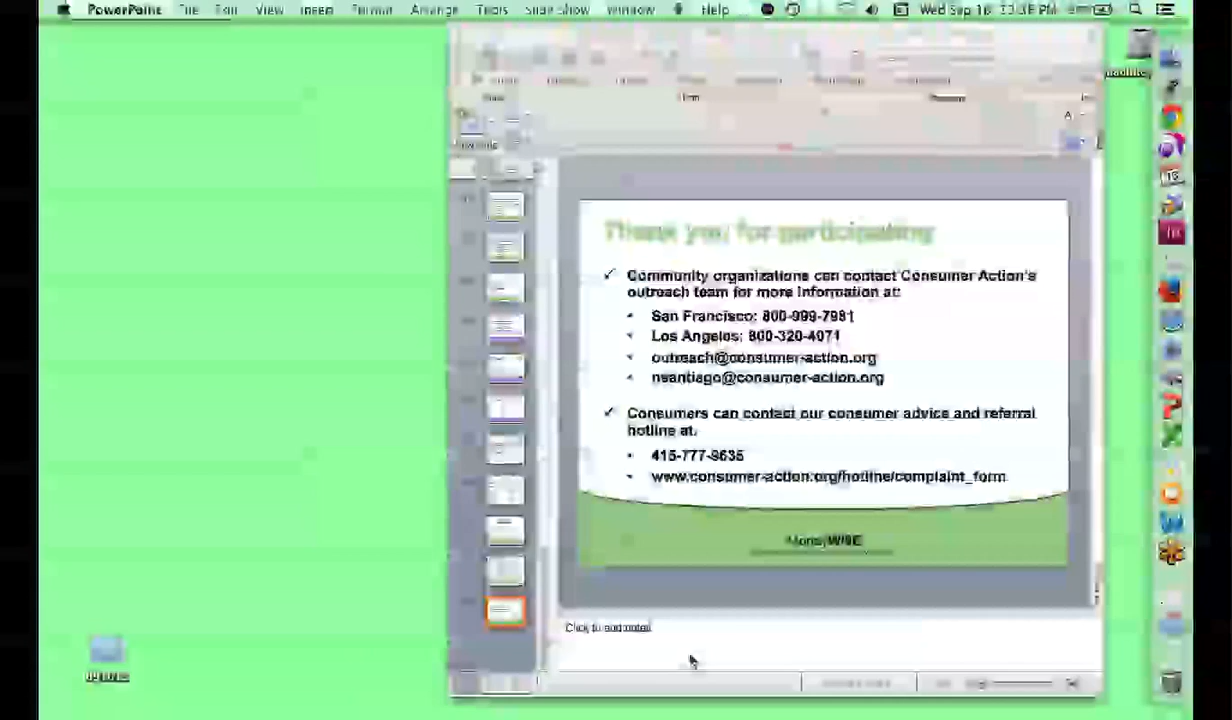 PowerPoint File Edit View Insert Format Arrange Tools Slide Show Window Help Wed Sep 16
Thank you for participating
✓ Community organizations can contact Consumer Action's
outreach team for more information at:
• San Francisco: 800-999-7981
• Los Angeles: 800-320-4071
• outreach@consumer-action.org
• nsantiago@consumer-action.org
✓ Consumers can contact our consumer advice and referral
hotline at:
• 415-777-9635
• www.consumer-action.org/hotline/complaint_form
MoneyWISE
Click to add notes